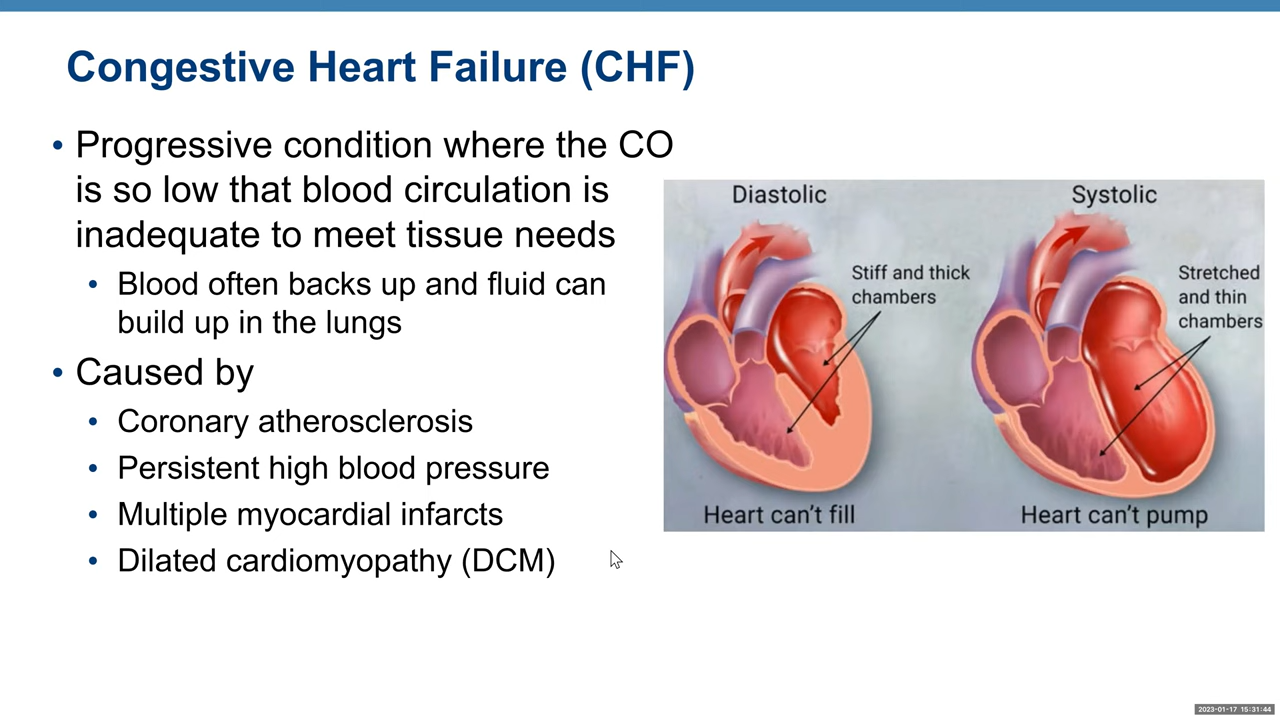 Congestive Heart Failure (CHF)
• Progressive condition where the CO
is so low that blood circulation is
inadequate to meet tissue needs
• Blood often backs up and fluid can
build up in the lungs
• Caused by
• Coronary atherosclerosis
• Persistent high blood pressure
• Multiple myocardial infarcts
• Dilated cardiomyopathy (DCM)
Diastolic
Stiff and thick
chambers
Heart can't fill
Systolic
Stretched
and thin
chambers
Heart can't pump
2023-01-17 15:31:44